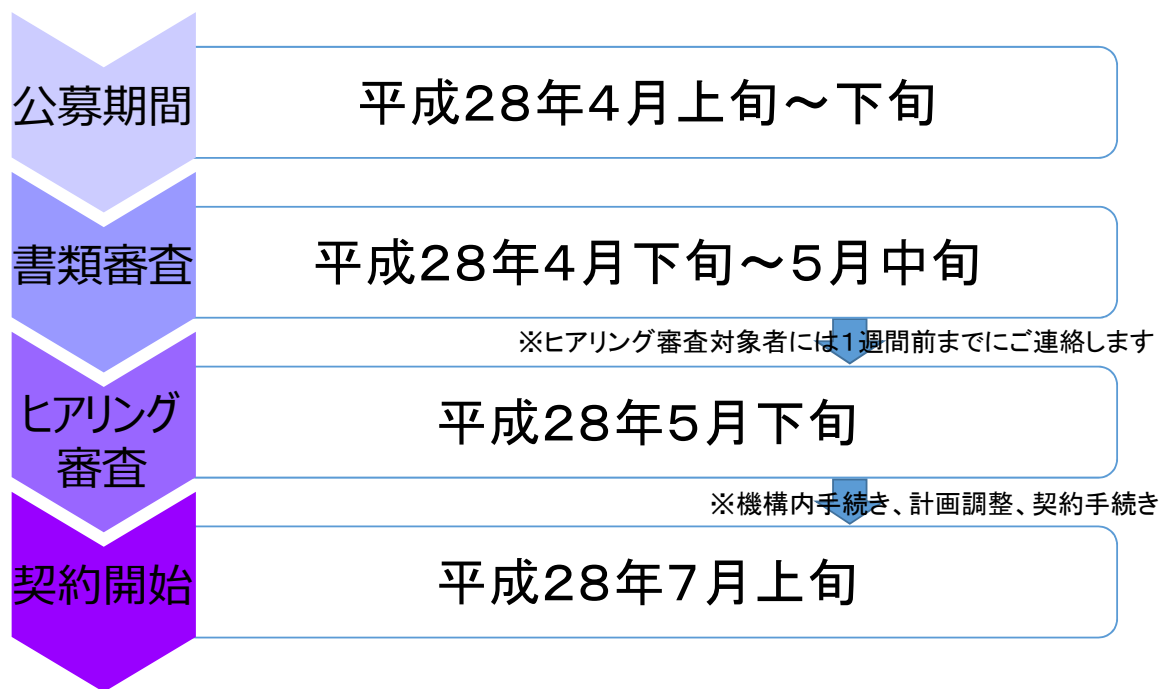 公募期間
平成２８年４月上旬～下旬
書類審査
平成２８年４月下旬～５月中旬
※ヒアリング審査対象者には１週間前までにご連絡します
ヒアリング
審査
平成２８年５月下旬
※機構内手続き、計画調整、契約手続き
契約開始
平成２８年７月上旬